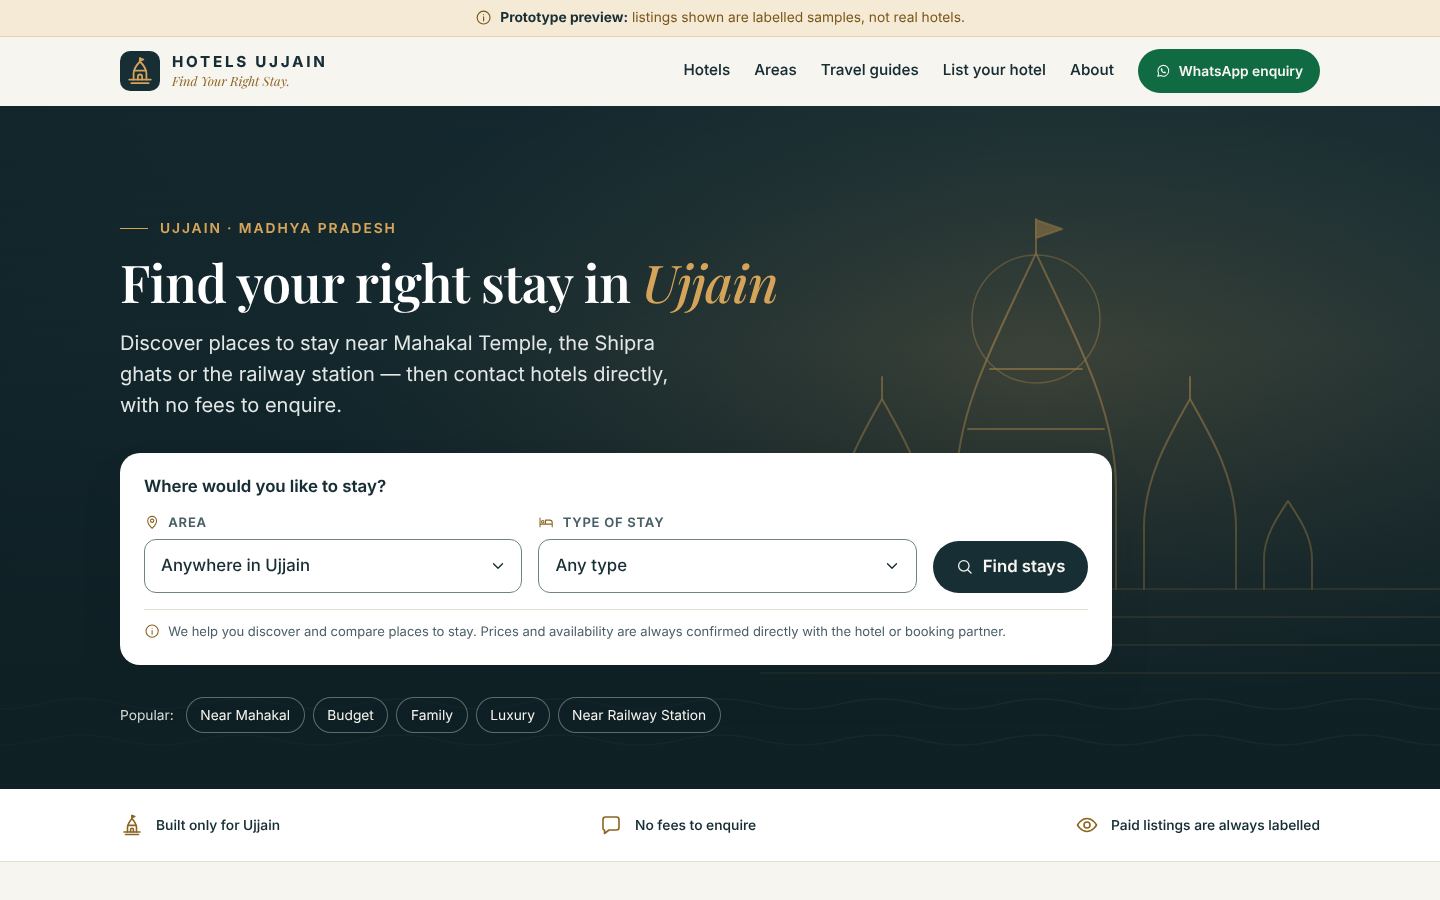 Prototype preview: listings shown are labelled samples, not real hotels.
HOTELS UJJAIN
Find Your Right Stay.
Hotels
Areas
Travel guides
List your hotel
About
WhatsApp enquiry
UJJAIN · MADHYA PRADESH
Find your right stay in Ujjain
Discover places to stay near Mahakal Temple, the Shipra
ghats or the railway station — then contact hotels directly,
with no fees to enquire.
Where would you like to stay?
AREA
TYPE OF STAY
Anywhere in Ujjain
Any type
Find stays
We help you discover and compare places to stay. Prices and availability are always confirmed directly with the hotel or booking partner.
Popular:
Near Mahakal
Budget
Family
Luxury
Near Railway Station
Built only for Ujjain
No fees to enquire
Paid listings are always labelled